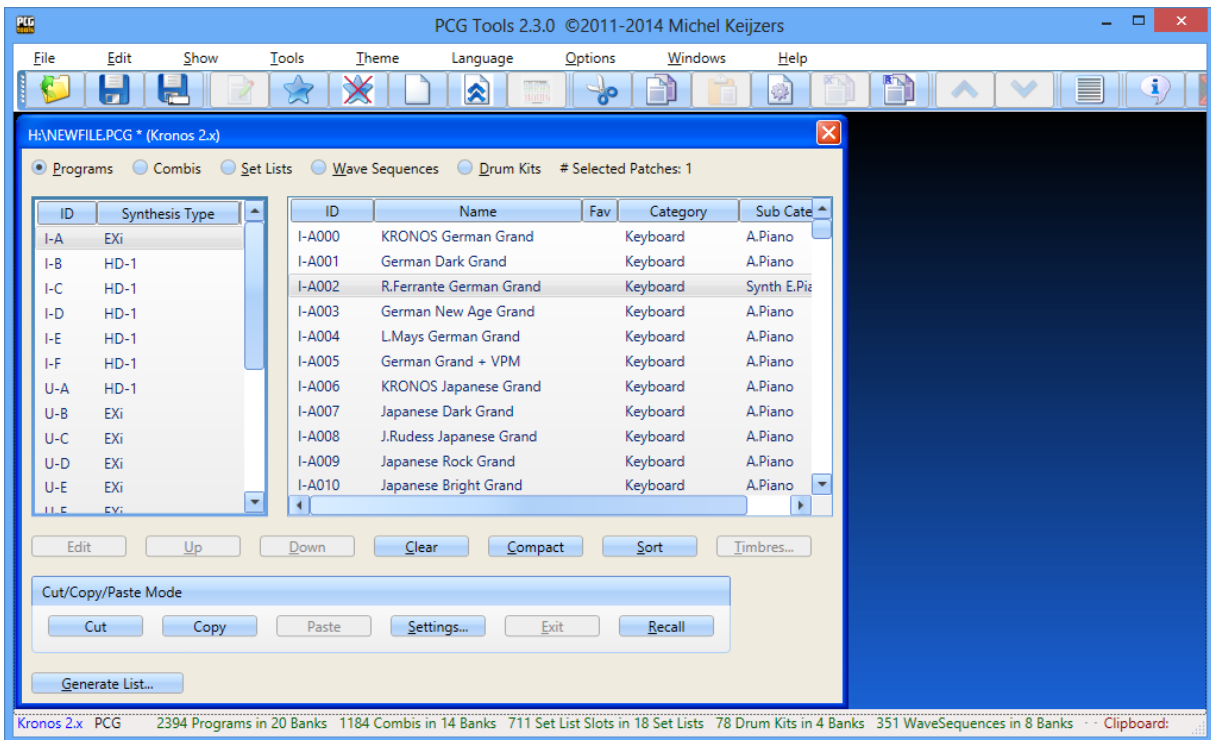 PCG Tools 2.3.0 ©2011-2014 Michel Keijzers
File Edit Show Tools Theme Language Options Windows Help
H:\NEWFILE.PCG * (Kronos 2.x)
Programs Combis Set Lists Wave Sequences Drum Kits # Selected Patches: 1
ID Synthesis Type ID Name Fav Category Sub Cate
I-A EXi I-A000 KRONOS German Grand Keyboard A.Piano
I-B HD-1 I-A001 German Dark Grand Keyboard A.Piano
I-C HD-1 I-A002 R.Ferrante German Grand Keyboard Synth E.Pia
I-D HD-1 I-A003 German New Age Grand Keyboard A.Piano
I-E HD-1 I-A004 L.Mays German Grand Keyboard A.Piano
I-F HD-1 I-A005 German Grand + VPM Keyboard A.Piano
U-A HD-1 I-A006 KRONOS Japanese Grand Keyboard A.Piano
U-B EXi I-A007 Japanese Dark Grand Keyboard A.Piano
U-C EXi I-A008 J.Rudess Japanese Grand Keyboard A.Piano
U-D EXi I-A009 Japanese Rock Grand Keyboard A.Piano
U-E EXi I-A010 Japanese Bright Grand Keyboard A.Piano
Edit Up Down Clear Compact Sort Timbres...
Cut/Copy/Paste Mode
Cut Copy Paste Settings... Exit Recall
Generate List...
Kronos 2.x PCG 2394 Programs in 20 Banks 1184 Combis in 14 Banks 711 Set List Slots in 18 Set Lists 78 Drum Kits in 4 Banks 351 WaveSequences in 8 Banks - - Clipboard: